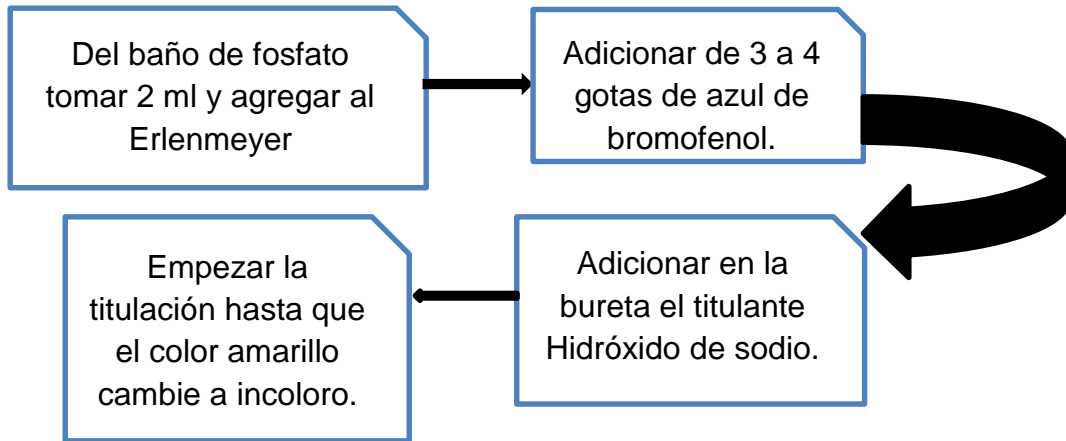 Del baño de fosfato
tomar 2 ml y agregar al
Erlenmeyer
Adicionar de 3 a 4
gotas de azul de
bromofenol.
Adicionar en la
bureta el titulante
Hidróxido de sodio.
Empezar la
titulación hasta que
el color amarillo
cambie a incoloro.